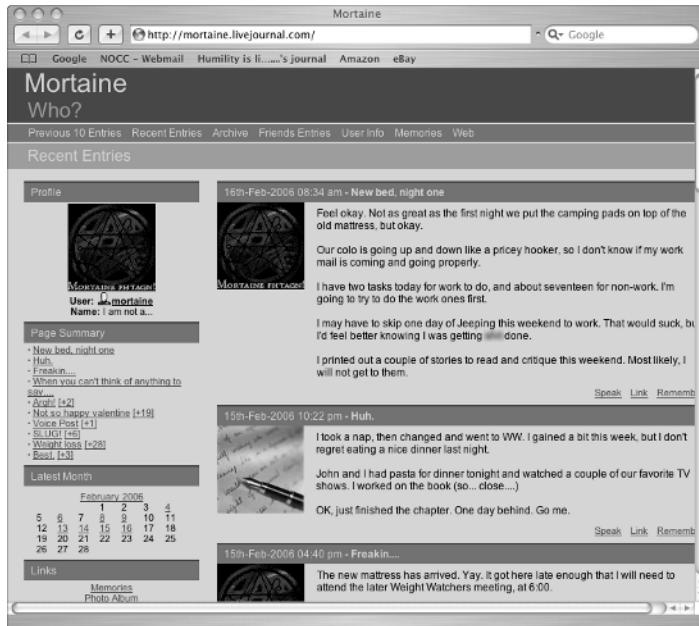 Mortaine
http://mortaine.livejournal.com/
Google
Google NOCC - Webmail Humility is li......'s journal Amazon eBay
Mortaine
Who?
Previous 10 Entries Recent Entries Archive Friends Entries User Info Memories Web
Recent Entries
Profile
MORTAINE FHTAGN!
User: mortaine
Name: I am not a...
Page Summary
· New bed, night one
· Huh.
· Freakin....
· When you can't think of anything to
say....
· Argh! [+2]
· Not so happy valentine [+19]
· Voice Post [+1]
· SLUG! [+6]
· Weight loss [+28]
· Best. [+3]
Latest Month
February 2006
1 2 3 4
5 6 7 8 9 10 11
12 13 14 15 16 17 18
19 20 21 22 23 24 25
26 27 28
Links
Memories
Photo Album
16th-Feb-2006 08:34 am - New bed, night one
MORTAINE FHTAGN!
Feel okay. Not as great as the first night we put the camping pads on top of the
old mattress, but okay.
Our colo is going up and down like a pricey hooker, so I don't know if my work
mail is coming and going properly.
I have two tasks today for work to do, and about seventeen for non-work. I'm
going to try to do the work ones first.
I may have to skip one day of Jeeping this weekend to work. That would suck, bu
I'd feel better knowing I was getting done.
I printed out a couple of stories to read and critique this weekend. Most likely, I
will not get to them.
Speak Link Rememb
15th-Feb-2006 10:22 pm - Huh.
I took a nap, then changed and went to WW. I gained a bit this week, but I don't
regret eating a nice dinner last night.
John and I had pasta for dinner tonight and watched a couple of our favorite TV
shows. I worked on the book (so... close....)
OK, just finished the chapter. One day behind. Go me.
Speak Link Rememb
15th-Feb-2006 04:40 pm - Freakin....
The new mattress has arrived. Yay. It got here late enough that I will need to
attend the later Weight Watchers meeting, at 6:00.